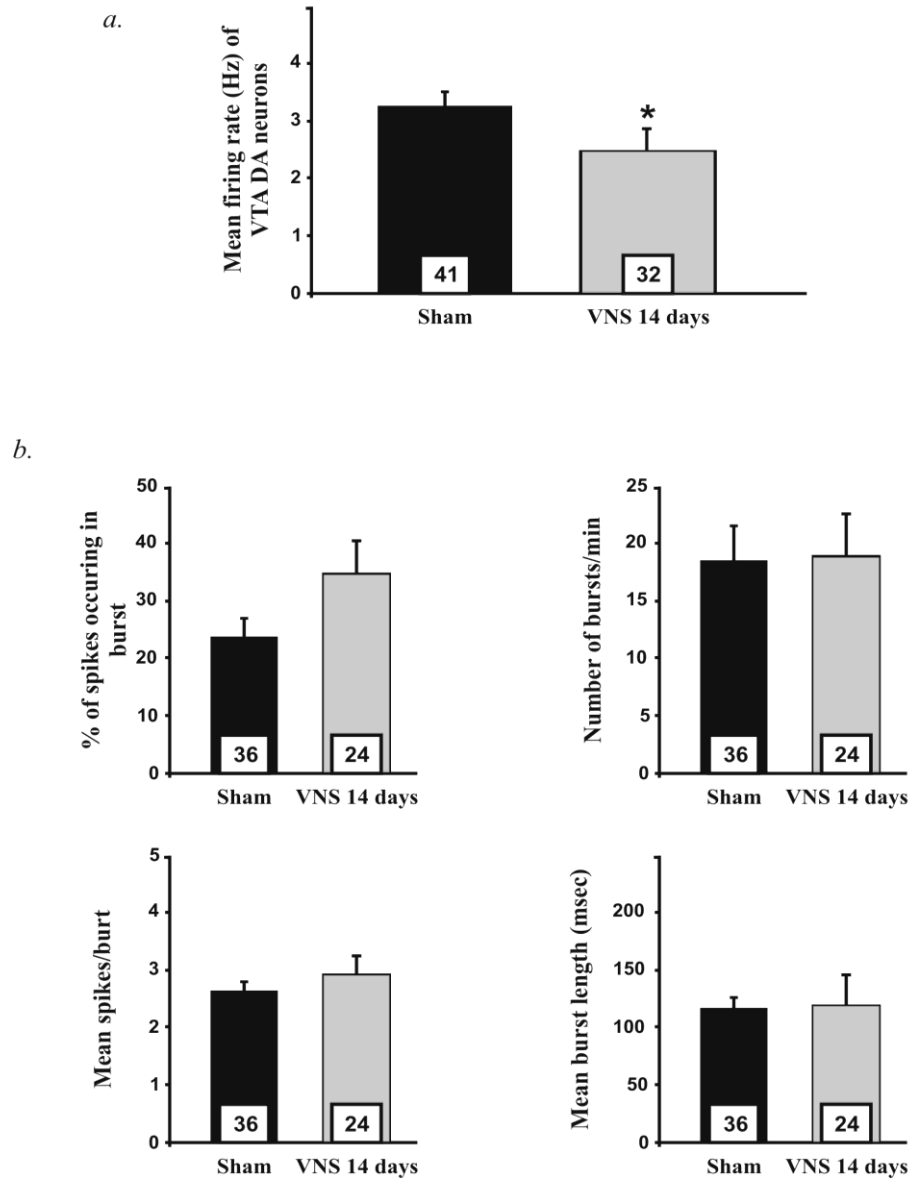 a.
Mean firing rate (Hz) of
VTA DA neurons
4
3
2
1
0
*
41
32
Sham
VNS 14 days
b.
% of spikes occuring in
burst
50
40
30
20
10
0
36
24
Sham
VNS 14 days
Number of bursts/min
25
20
15
10
5
0
36
24
Sham
VNS 14 days
Mean spikes/burt
5
4
3
2
1
0
36
24
Sham
VNS 14 days
Mean burst length (msec)
200
150
100
50
0
36
24
Sham
VNS 14 days